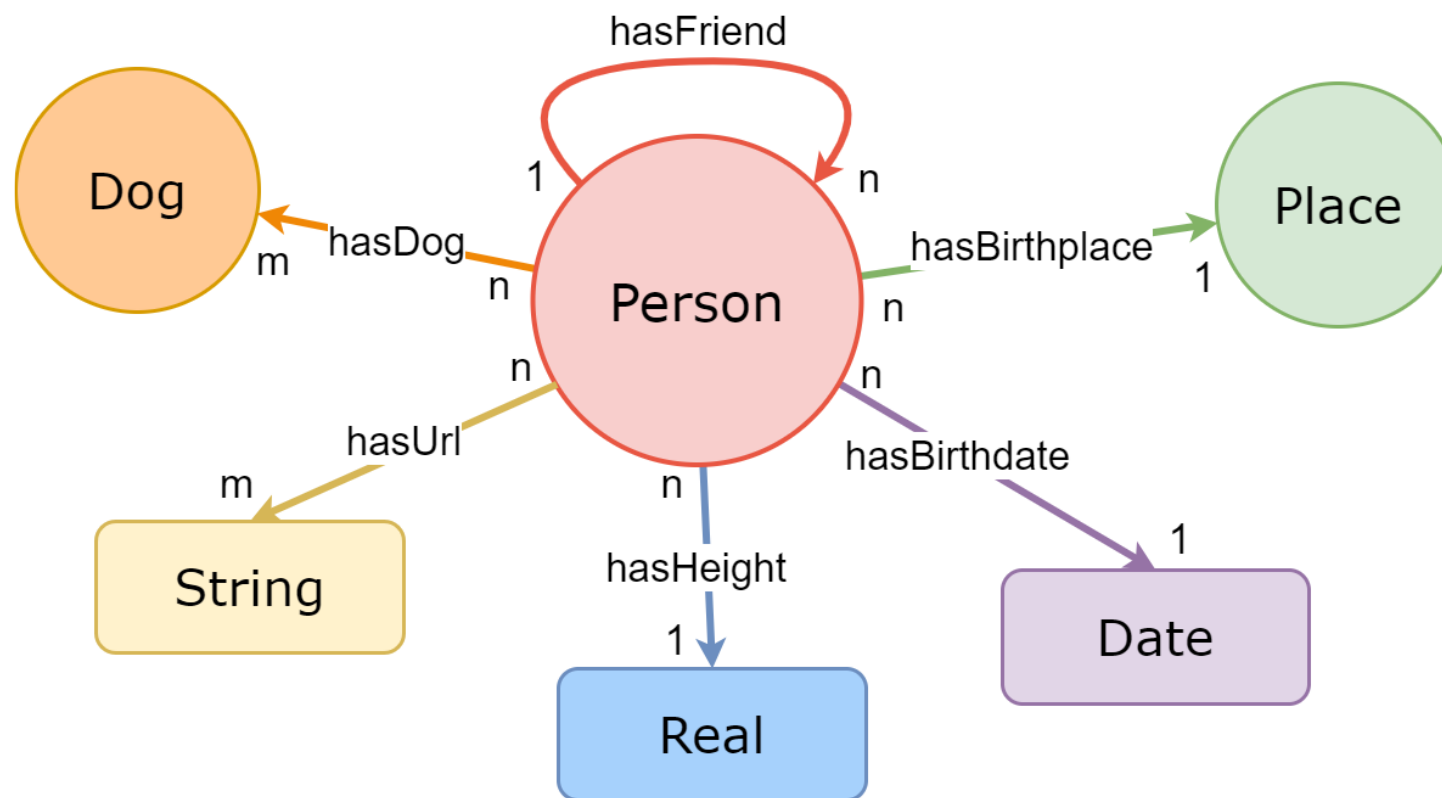 hasFriend
Dog
1
n
Place
hasDog
m
n
hasBirthplace
1
n
Person
n
n
hasUrl
m
hasBirthdate
n
hasHeight
1
1
String
Date
Real